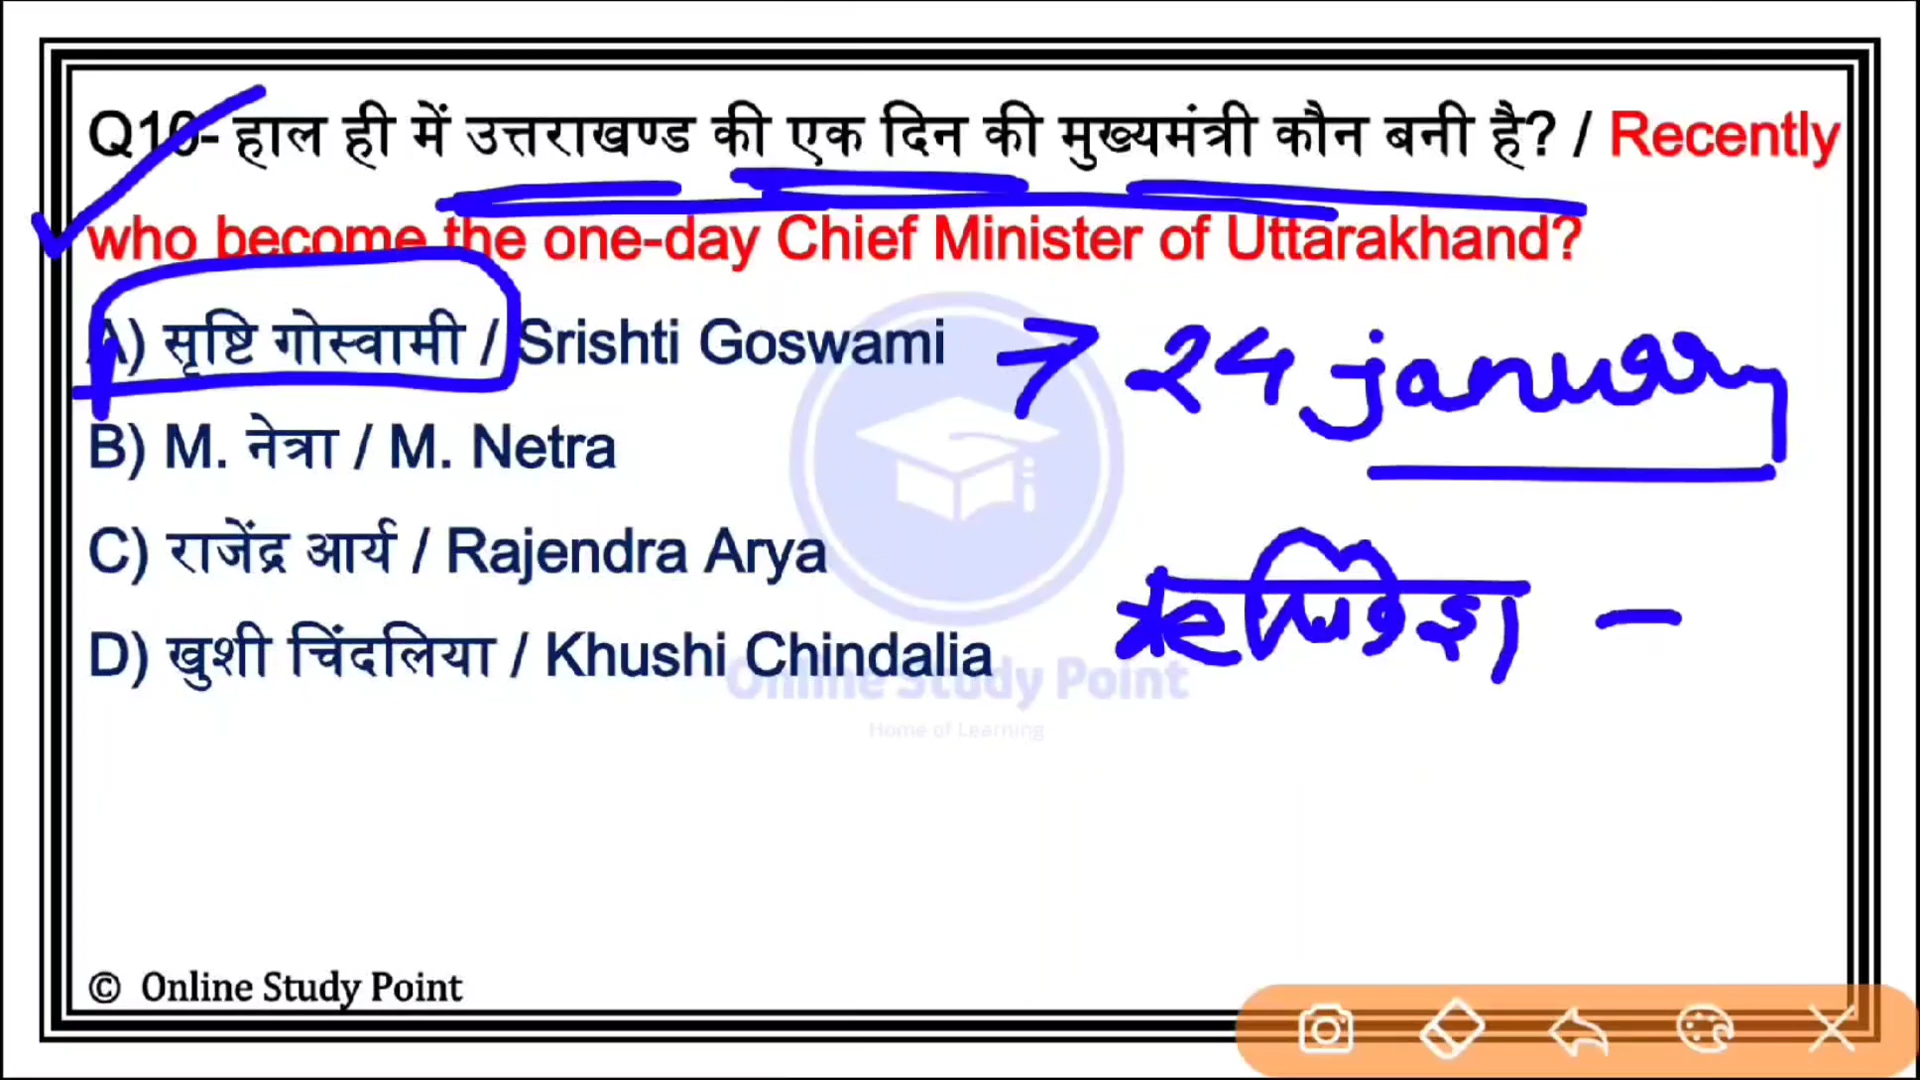 Q10- हाल ही में उत्तराखण्ड की एक दिन की मुख्यमंत्री कौन बनी है? / Recently
who become the one-day Chief Minister of Uttarakhand?
A) सृष्टि गोस्वामी / Srishti Goswami
24 january
B) M. नेत्रा / M. Netra
C) राजेंद्र आर्य / Rajendra Arya
D) खुशी चिंदलिया / Khushi Chindalia
Online Study Point
Home of Learning
© Online Study Point